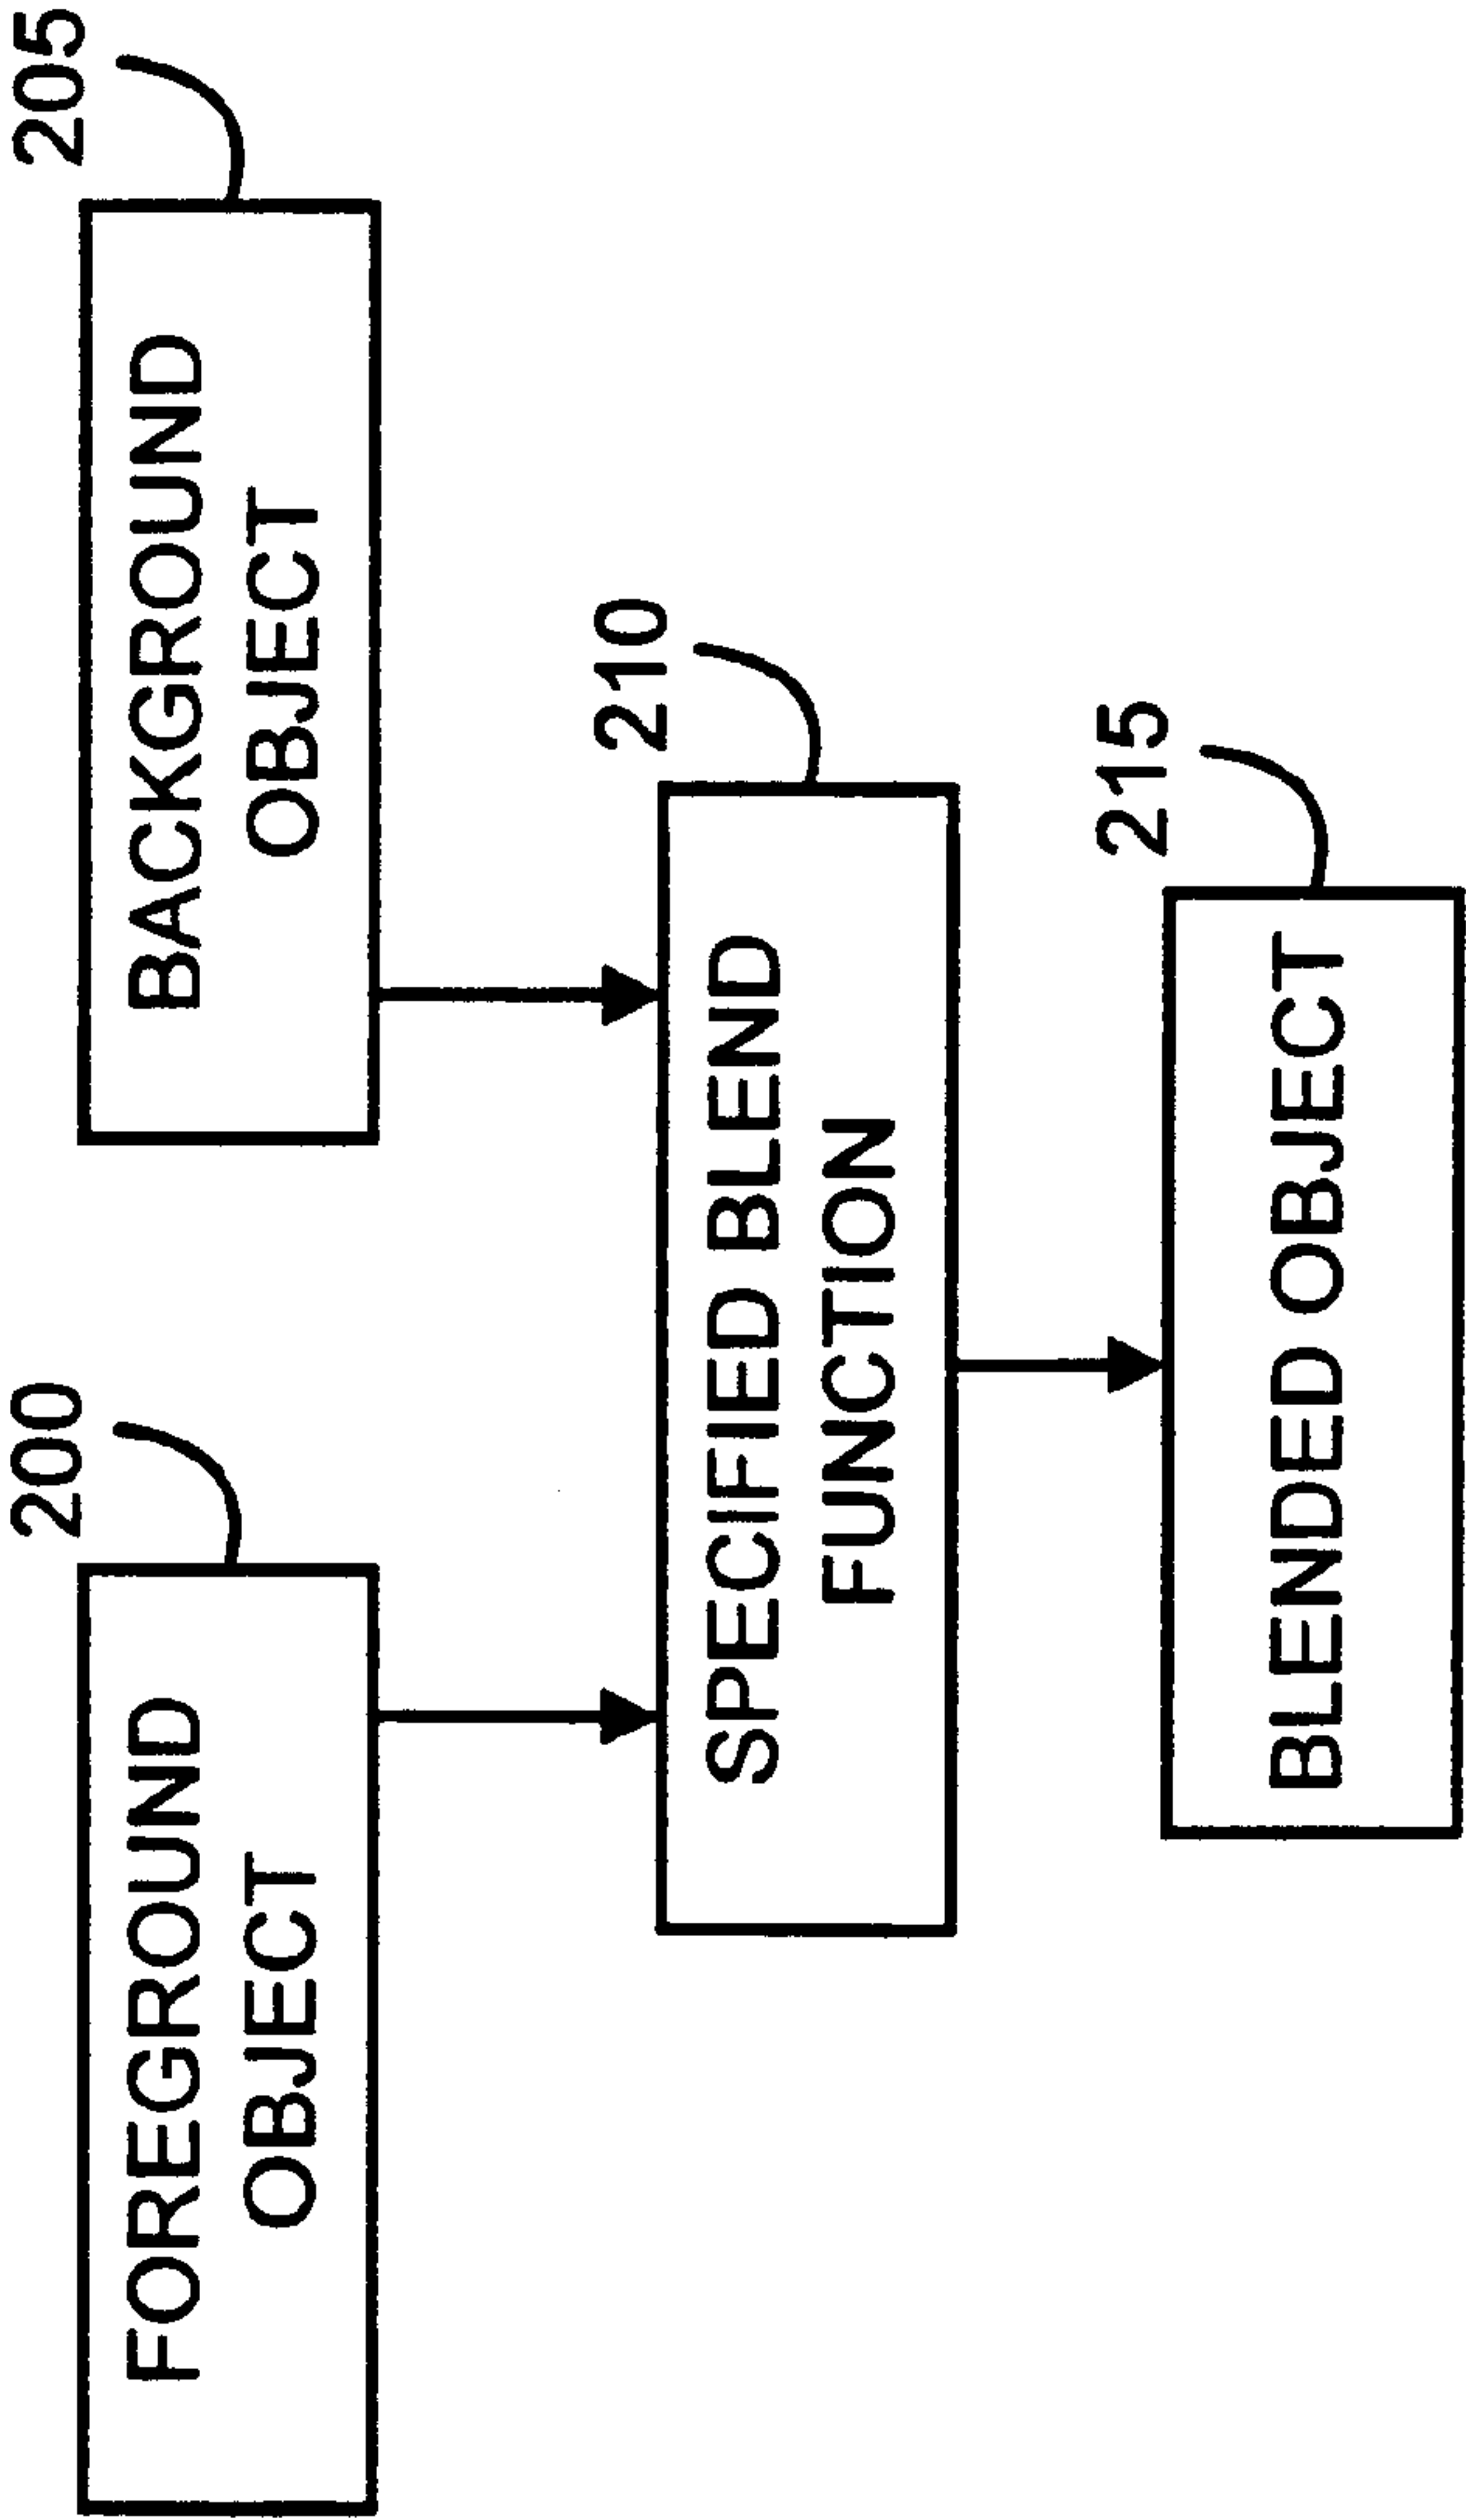 200
FOREGROUND
OBJECT
205
BACKGROUND
OBJECT
210
SPECIFIED BLEND
FUNCTION
215
BLENDED OBJECT